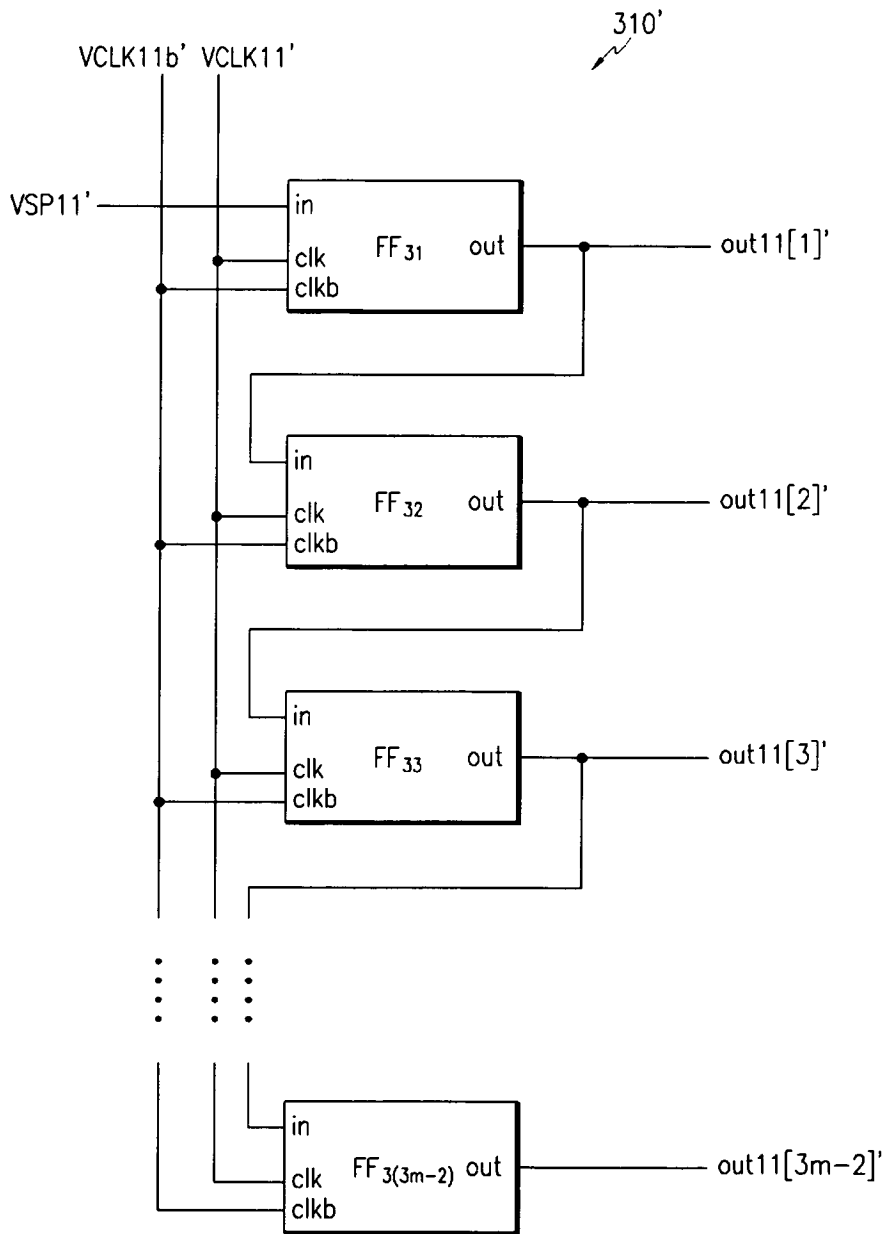 310'
VCLK11b' VCLK11'
VSP11'
in
clk
clkb
FF31
out
out11[1]'
in
clk
clkb
FF32
out
out11[2]'
in
clk
clkb
FF33
out
out11[3]'
in
clk
clkb
FF3(3m-2)
out
out11[3m-2]'